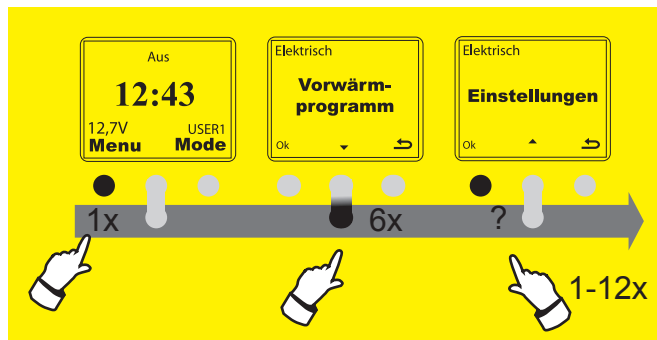 Aus
12:43
12,7V USER1
Menu Mode
Elektrisch
Vorwärm-
programm
Ok
Elektrisch
Einstellungen
Ok
1x 6x ?
1-12x